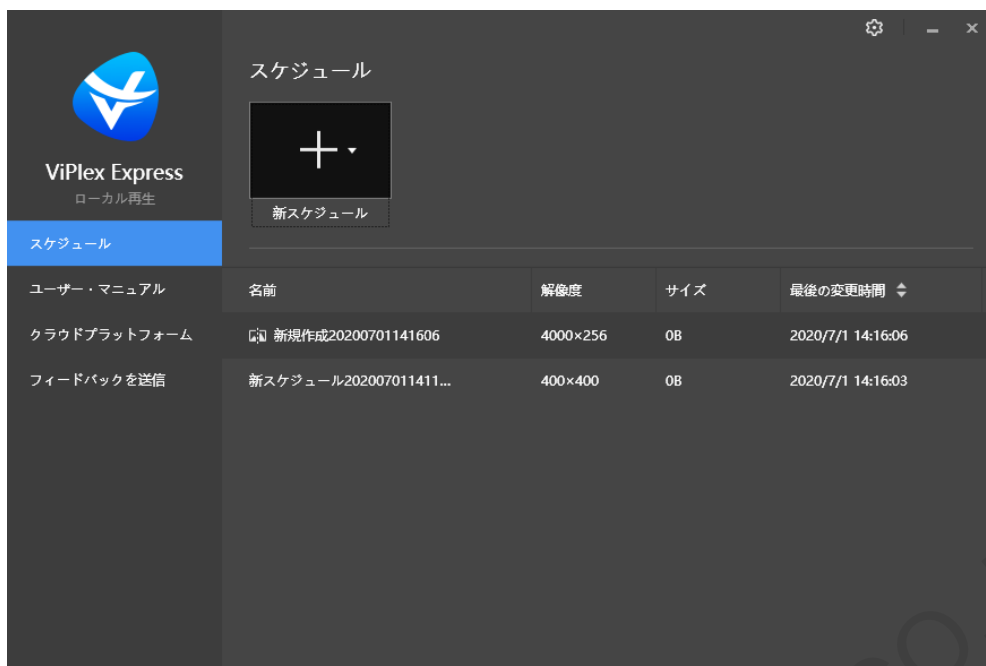 スケジュール
ViPlex Express
ローカル再生
新スケジュール
スケジュール
ユーザー・マニュアル
クラウドプラットフォーム
フィードバックを送信
名前 解像度 サイズ 最後の変更時間
新規作成20200701141606 4000×256 0B 2020/7/1 14:16:06
新スケジュール202007011411... 400×400 0B 2020/7/1 14:16:03